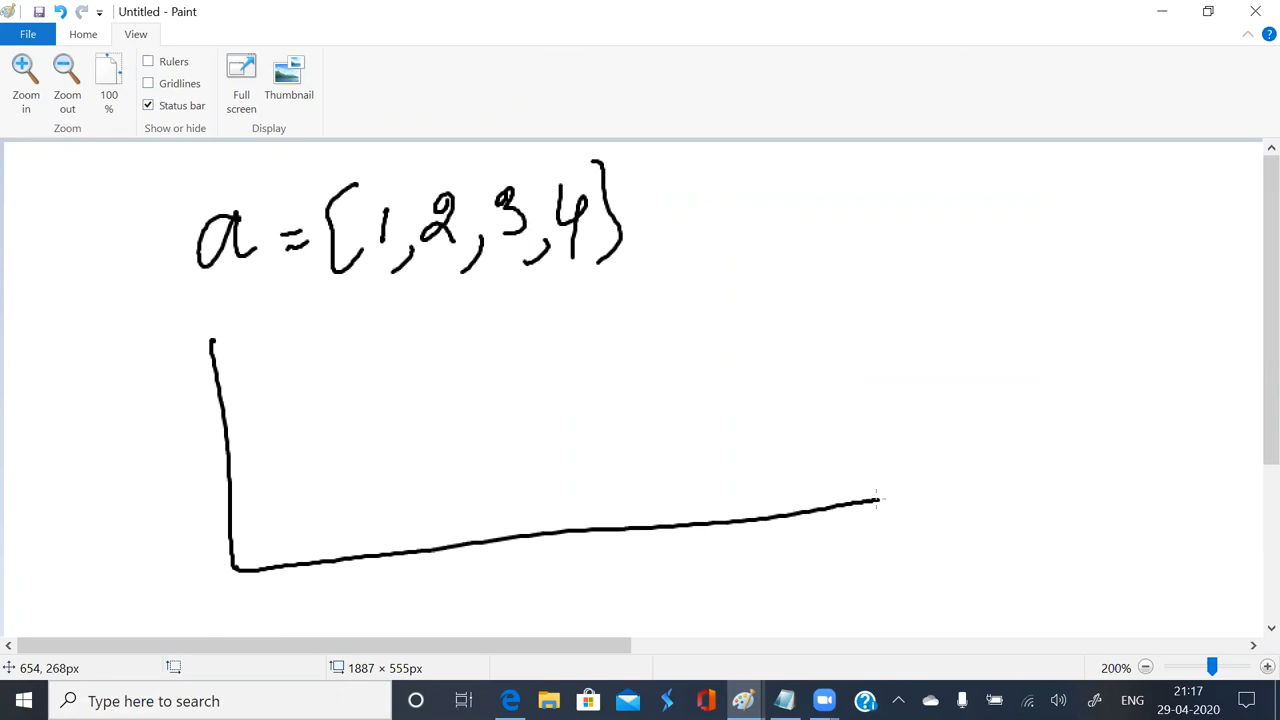 Untitled - Paint
File Home View
Zoom in
Zoom out
100 %
Rulers
Gridlines
Status bar
Full screen
Thumbnail
Zoom
Show or hide
Display
a = {1,2,3,4}
654, 268px
1887 × 555px
200%
Type here to search
ENG
21:17
29-04-2020